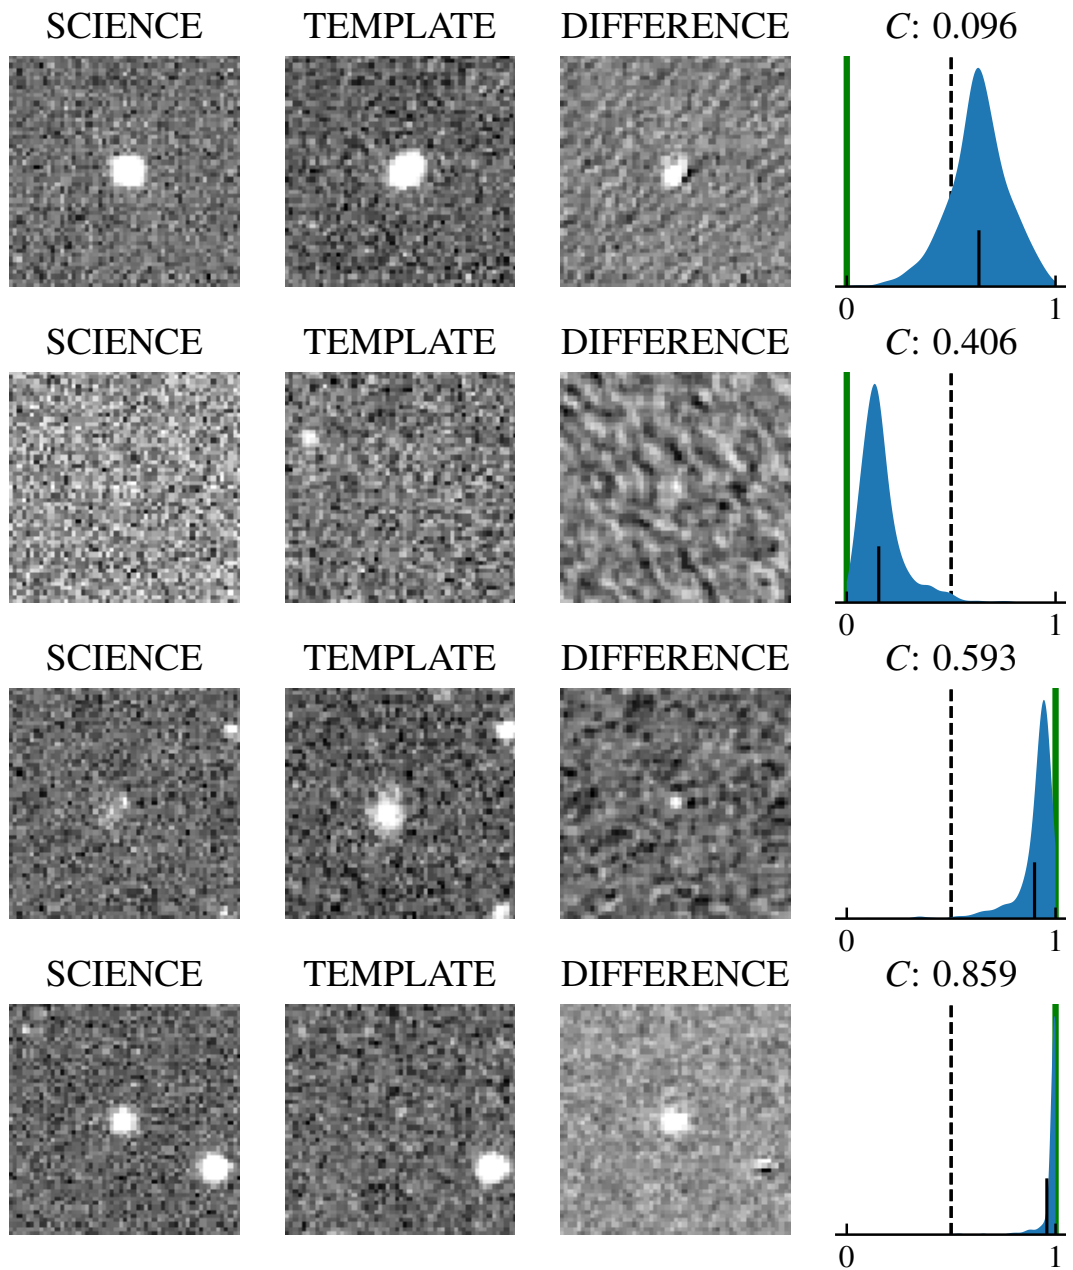 SCIENCE TEMPLATE DIFFERENCE C: 0.096
0 1
SCIENCE TEMPLATE DIFFERENCE C: 0.406
0 1
SCIENCE TEMPLATE DIFFERENCE C: 0.593
0 1
SCIENCE TEMPLATE DIFFERENCE C: 0.859
0 1